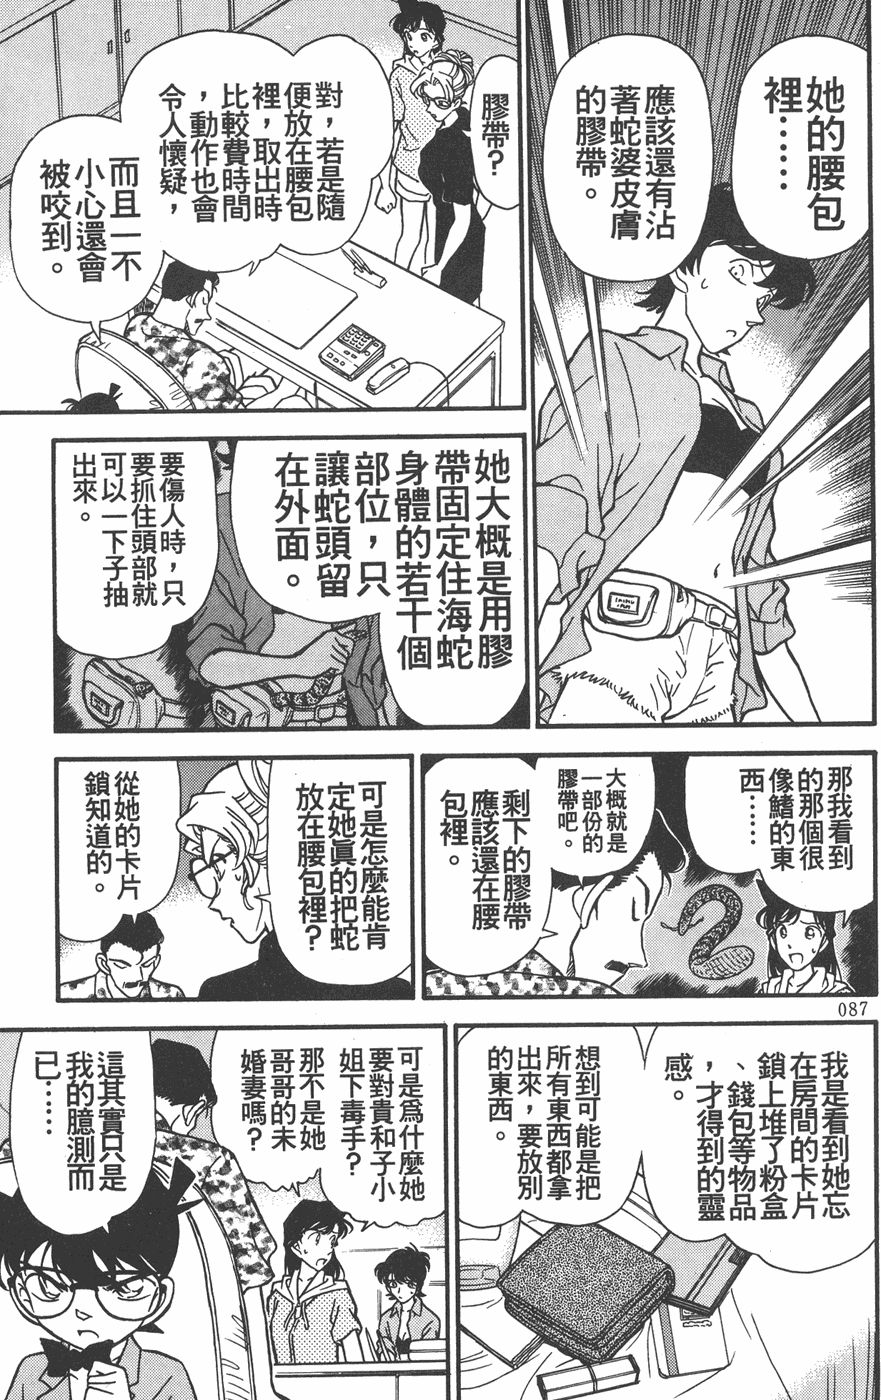 她的腰包
裡……
應該還有沾
著蛇婆皮膚
的膠帶。
膠帶?
對,若是隨
便放在腰包
裡,取出時
比較費時間
,動作也會
令人懷疑,
而且一不
小心還會
被咬到。
她大概是用膠
帶固定住海蛇
身體的若干個
部位,只
讓蛇頭留
在外面。
要傷人時,只
要抓住頭部就
可以一下子抽
出來。
那我看到
的那個很
像鰭的東
西……
大概就是
一部份的
膠帶吧。
剩下的膠帶
應該還在腰
包裡。
可是怎麼能肯
定她眞的把蛇
放在腰包裡?
從她的卡片
鎖知道的。
087
我是看到她忘
在房間的卡片
鎖上堆了粉盒
、錢包等物品
,才得到的靈
感。
想到可能是把
所有東西都拿
出來,要放別
的東西。
可是爲什麼她
要對貴和子小
姐下毒手?
那不是她
哥哥的未
婚妻嗎?
這其實只是
我的臆測而
已……